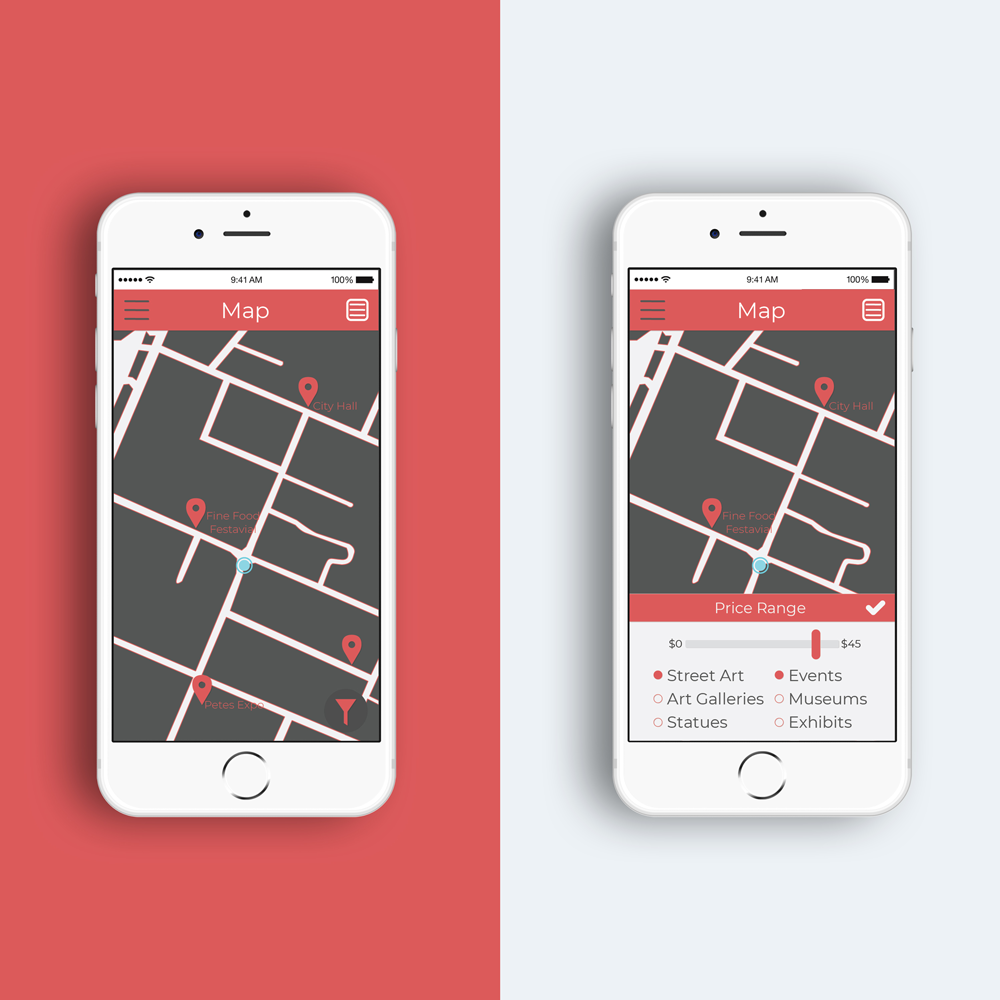 9:41 AM 100%
Map
City Hall
Fine Food
Festavial
Petes Expo
9:41 AM 100%
Map
City Hall
Fine Food
Festavial
Price Range
$0 $45
Street Art Events
Art Galleries Museums
Statues Exhibits